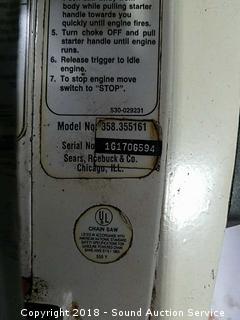 body while pulling starter
handle towards you
quickly until engine fires.
5. Turn choke OFF and pull
starter handle until engine
runs.
6. Release trigger to Idle
engine.
7. To stop engine move
switch to "STOP".
530-029231
Model No. 358.355161
Serial No. 1G1706594
Sears, Roebuck & Co.
Chicago, ILL.
UL
CHAIN SAW
Copyright 2018 - Sound Auction Service